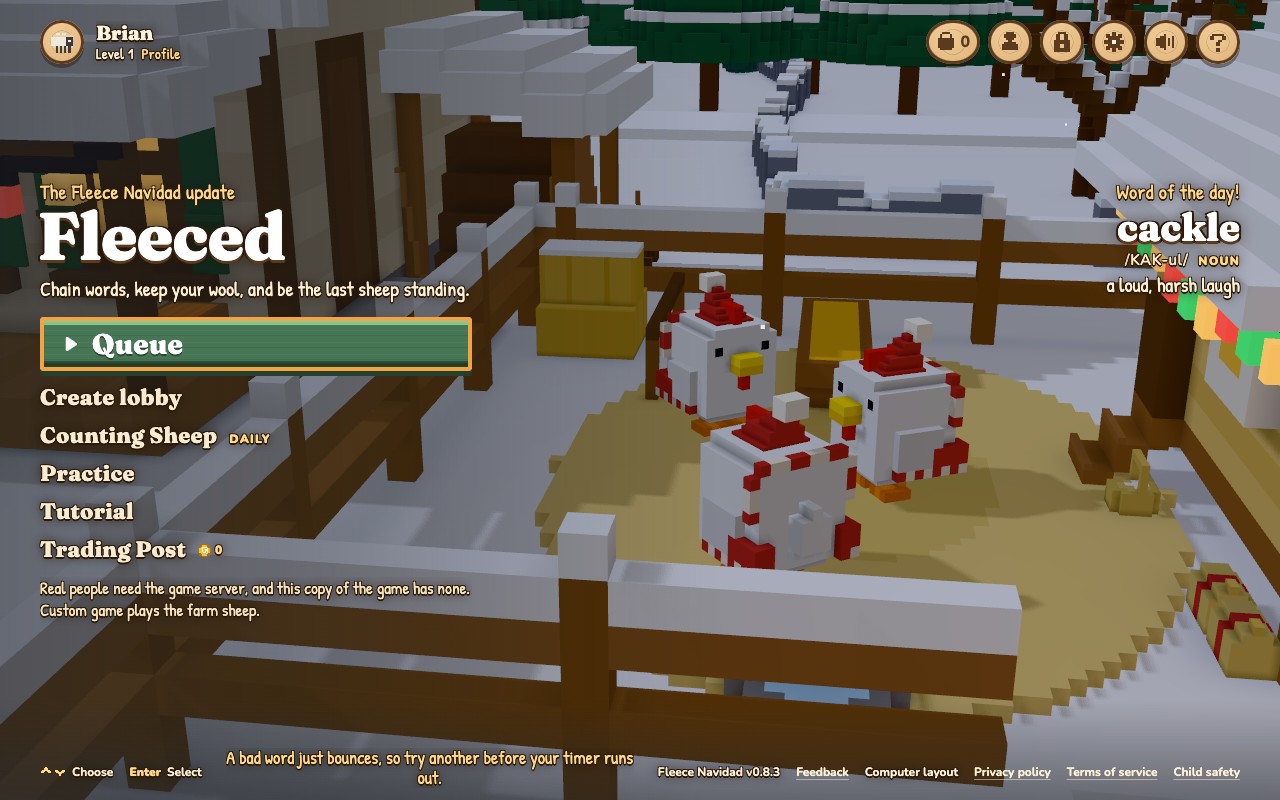 Brian
Level 1 Profile
0
The Fleece Navidad update
Fleeced
Chain words, keep your wool, and be the last sheep standing.
Queue
Create lobby
Counting Sheep DAILY
Practice
Tutorial
Trading Post 0
Real people need the game server, and this copy of the game has none.
Custom game plays the farm sheep.
Word of the day!
cackle
/KAK-ul/ NOUN
a loud, harsh laugh
Choose Enter Select
A bad word just bounces, so try another before your timer runs
out.
Fleece Navidad v0.8.3 Feedback Computer layout Privacy policy Terms of service Child safety